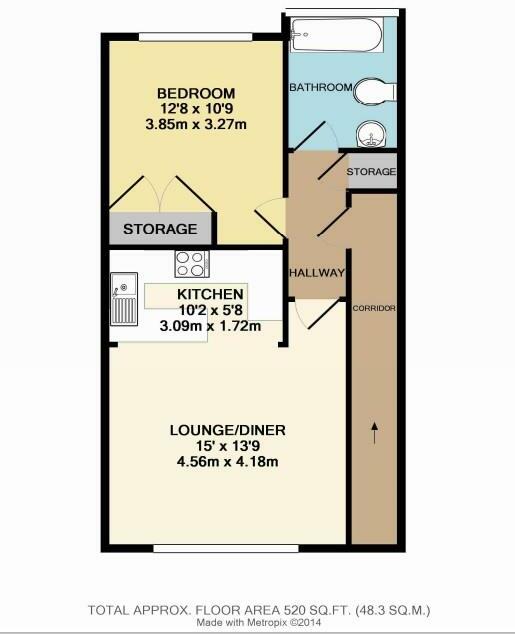 BATHROOM
BEDROOM
12'8 x 10'9
3.85m x 3.27m
STORAGE
STORAGE
HALLWAY
KITCHEN
10'2 x 5'8
3.09m x 1.72m
CORRIDOR
LOUNGE/DINER
15' x 13'9
4.56m x 4.18m
TOTAL APPROX. FLOOR AREA 520 SQ.FT. (48.3 SQ.M.)
Made with Metropix ©2014